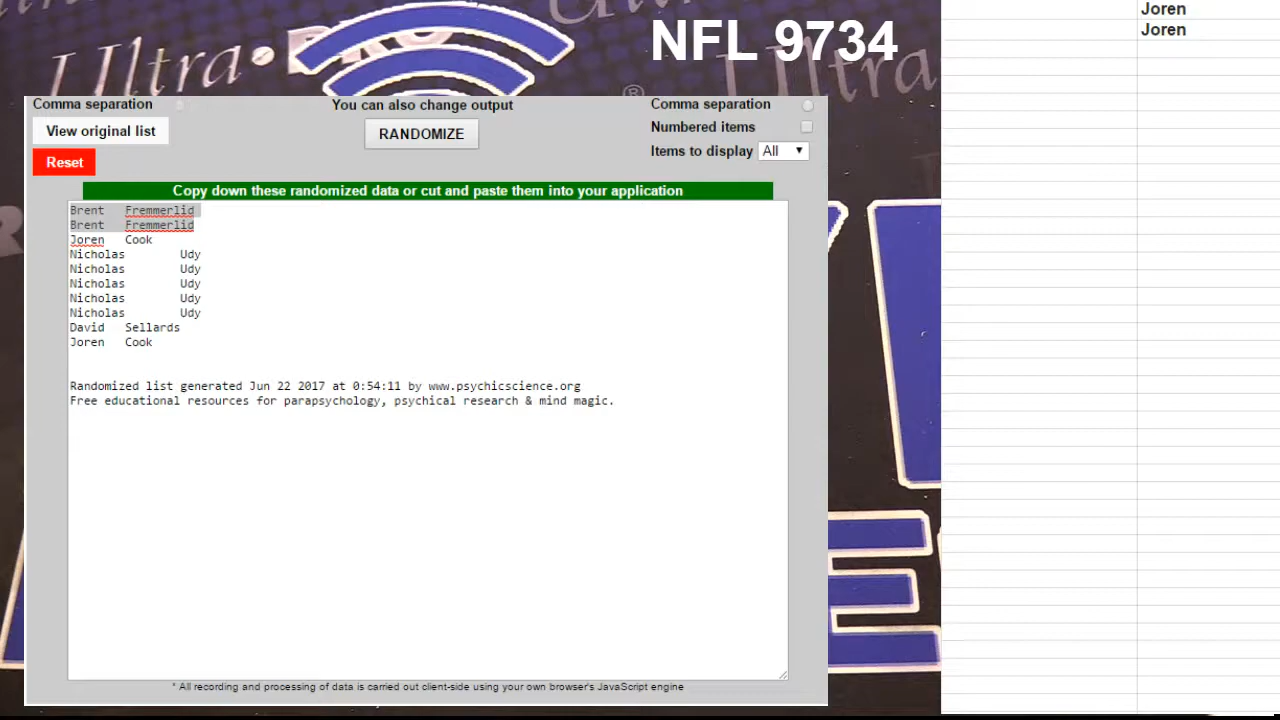 Ultra PRO
Ultra
®
NFL 9734
Joren
Joren
Comma separation
You can also change output
Comma separation
View original list
RANDOMIZE
Numbered items
Reset
Items to display All
Copy down these randomized data or cut and paste them into your application
Brent Fremmerlid
Brent Fremmerlid
Joren Cook
Nicholas Udy
Nicholas Udy
Nicholas Udy
Nicholas Udy
Nicholas Udy
David Sellards
Joren Cook
Randomized list generated Jun 22 2017 at 0:54:11 by www.psychicscience.org
Free educational resources for parapsychology, psychical research & mind magic.
* All recording and processing of data is carried out client-side using your own browser's JavaScript engine